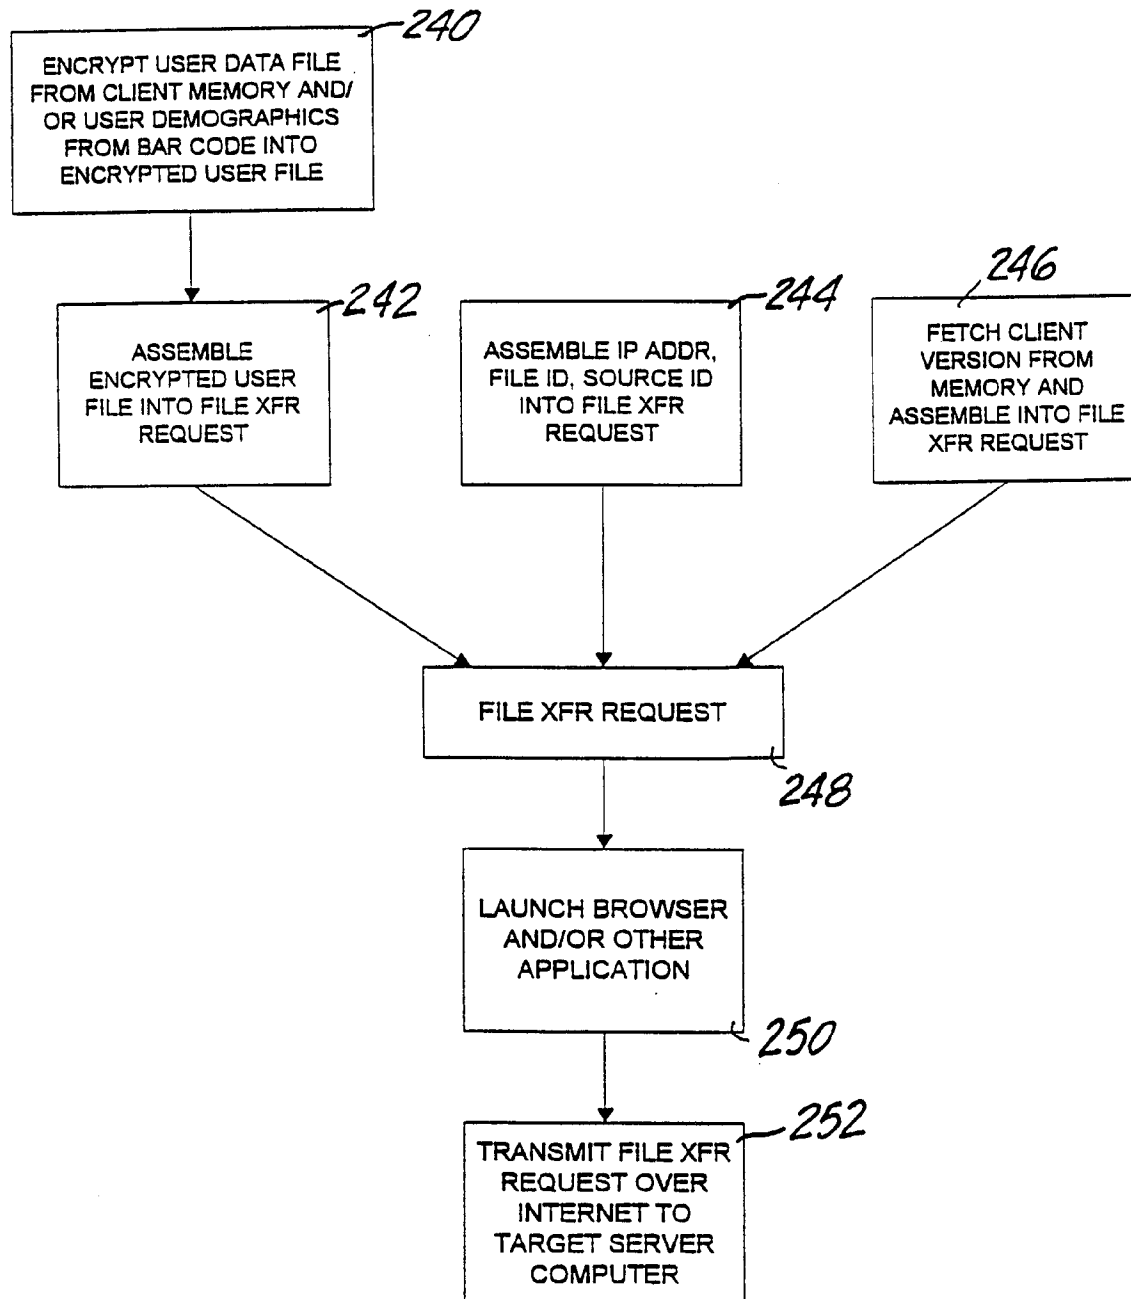 240
ENCRYPT USER DATA FILE
FROM CLIENT MEMORY AND/
OR USER DEMOGRAPHICS
FROM BAR CODE INTO
ENCRYPTED USER FILE
242
ASSEMBLE
ENCRYPTED USER
FILE INTO FILE XFR
REQUEST
244
ASSEMBLE IP ADDR,
FILE ID, SOURCE ID
INTO FILE XFR
REQUEST
246
FETCH CLIENT
VERSION FROM
MEMORY AND
ASSEMBLE INTO FILE
XFR REQUEST
FILE XFR REQUEST
248
LAUNCH BROWSER
AND/OR OTHER
APPLICATION
250
252
TRANSMIT FILE XFR
REQUEST OVER
INTERNET TO
TARGET SERVER
COMPUTER